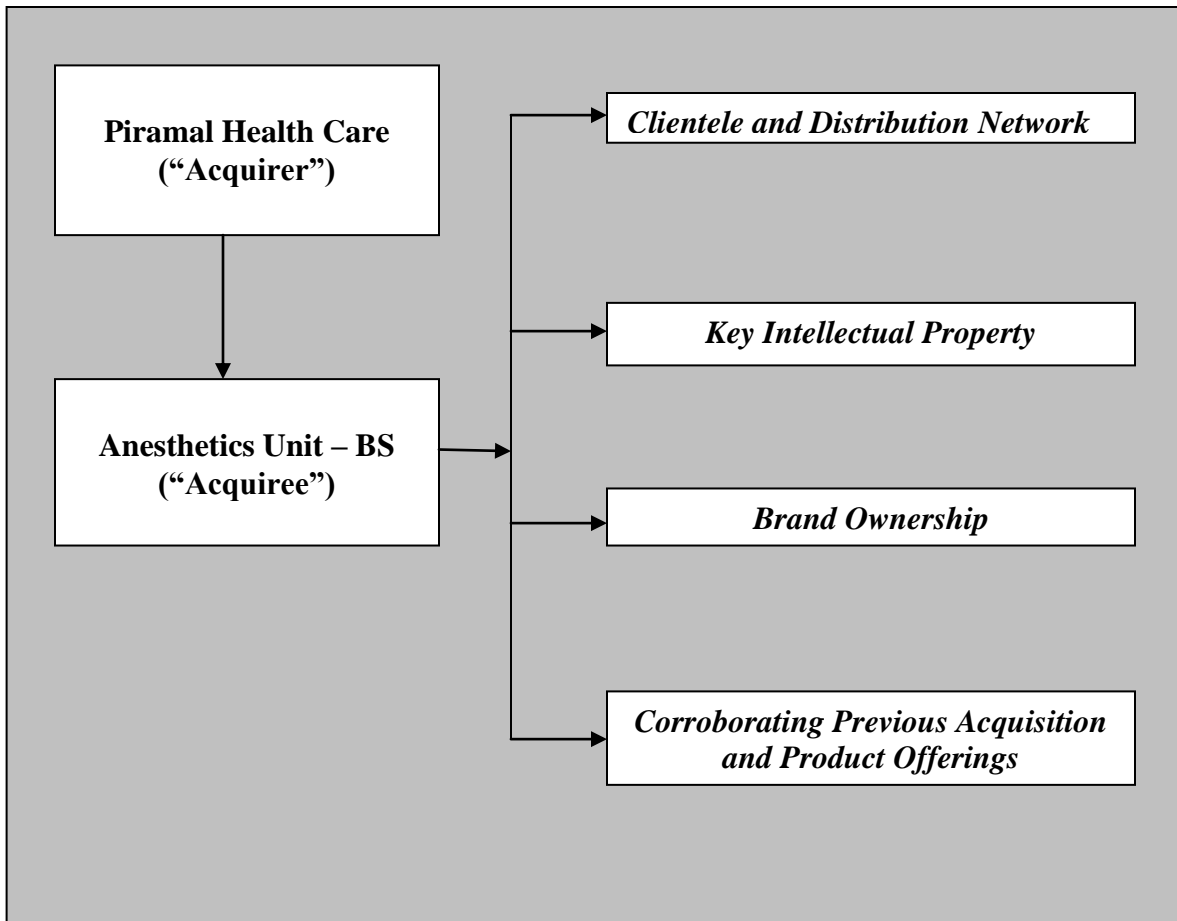 Piramal Health Care
(“Acquirer”)
Anesthetics Unit – BS
(“Acquiree”)
Clientele and Distribution Network
Key Intellectual Property
Brand Ownership
Corroborating Previous Acquisition
and Product Offerings